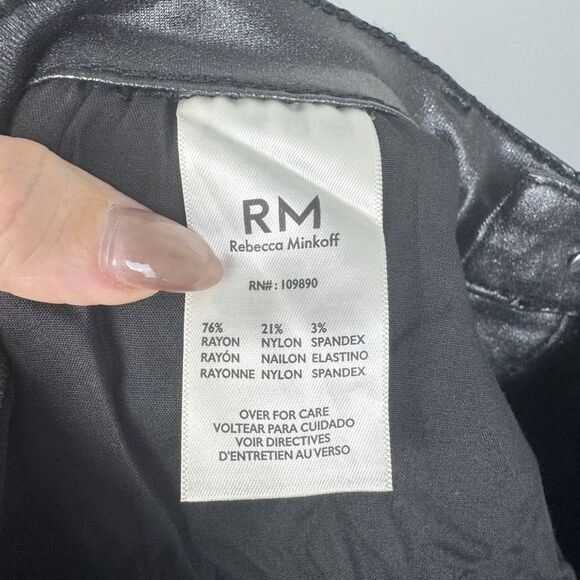 RM
Rebecca Minkoff
RN#: 109890
76% 21% 3%
RAYON NYLON SPANDEX
RAYÓN NAILON ELASTINO
RAYONNE NYLON SPANDEX
OVER FOR CARE
VOLTEAR PARA CUIDADO
VOIR DIRECTIVES
D'ENTRETIEN AU VERSO